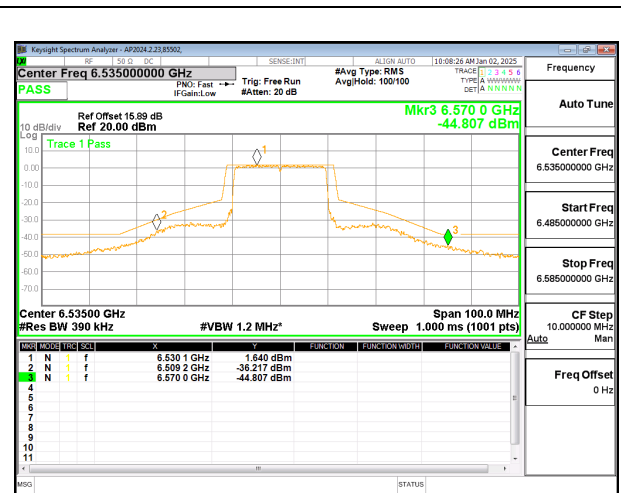 Keysight Spectrum Analyzer - AP2024.2.23,85502,
RF 50 Ω DC SENSE:INT ALIGN AUTO 10:08:26 AM Jan 02, 2025
Center Freq 6.535000000 GHz #Avg Type: RMS TRACE 1 2 3 4 5 6
PASS PNO: Fast Trig: Free Run Avg|Hold: 100/100 TYPE A WWWWW
IFGain:Low #Atten: 20 dB DET A N N N N N
Mkr3 6.570 0 GHz
Ref Offset 15.89 dB
10 dB/div Ref 20.00 dBm -44.807 dBm
Log
Trace 1 Pass
10.0
0.00
-10.0
-20.0
-30.0
-40.0
-50.0
-60.0
-70.0
1
2
3
Center 6.53500 GHz Span 100.0 MHz
#Res BW 390 kHz #VBW 1.2 MHz* Sweep 1.000 ms (1001 pts)
MKR MODE TRC SCL X Y FUNCTION FUNCTION WIDTH FUNCTION VALUE
1 N 1 f 6.530 1 GHz 1.640 dBm
2 N 1 f 6.509 2 GHz -36.217 dBm
3 N 1 f 6.570 0 GHz -44.807 dBm
4
5
6
7
8
9
10
11
MSG STATUS
Frequency
Auto Tune
Center Freq
6.535000000 GHz
Start Freq
6.485000000 GHz
Stop Freq
6.585000000 GHz
CF Step
10.000000 MHz
Auto Man
Freq Offset
0 Hz